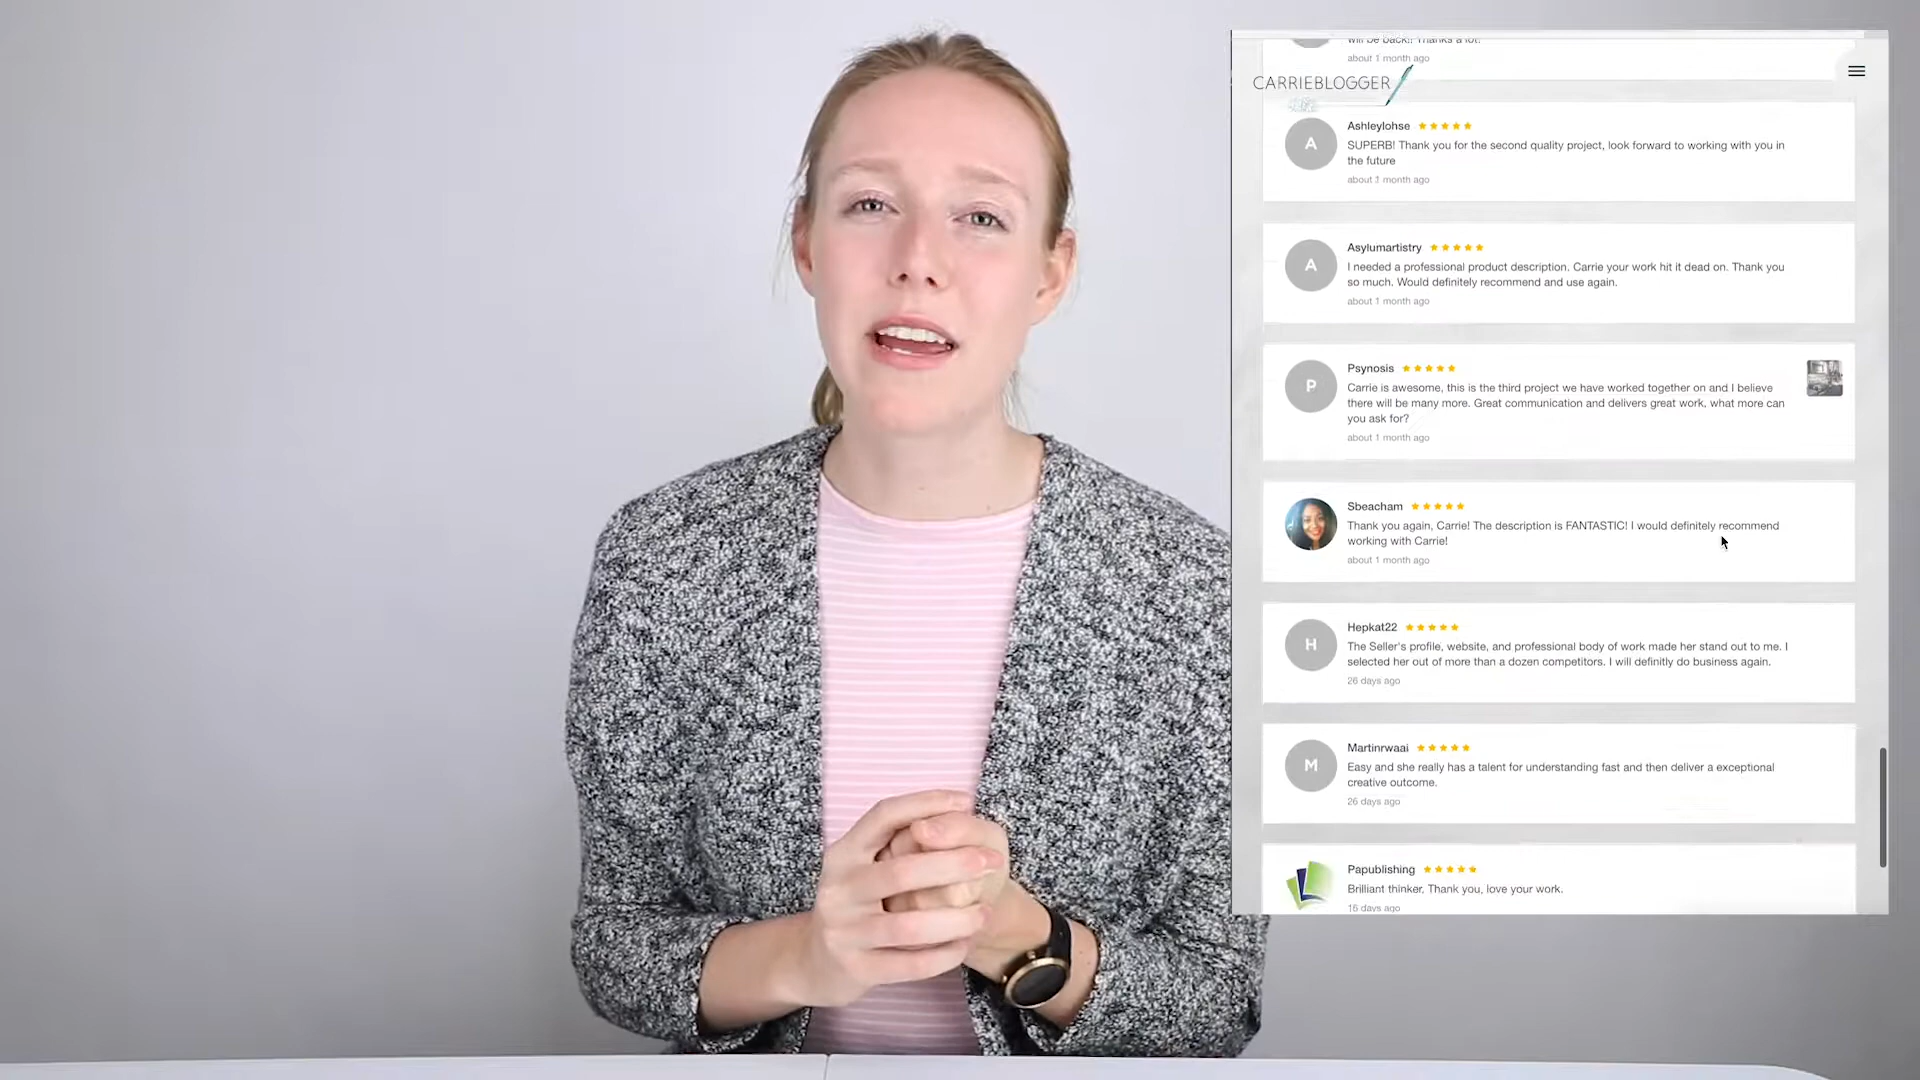 will be back!! Thanks a lot.
about 1 month ago
CARRIEBLOGGER
A
Ashleylohse
SUPERB! Thank you for the second quality project, look forward to working with you in
the future
about 1 month ago
A
Asylumartistry
I needed a professional product description. Carrie your work hit it dead on. Thank you
so much. Would definitely recommend and use again.
about 1 month ago
P
Psynosis
Carrie is awesome, this is the third project we have worked together on and I believe
there will be many more. Great communication and delivers great work, what more can
you ask for?
about 1 month ago
Sbeacham
Thank you again, Carrie! The description is FANTASTIC! I would definitely recommend
working with Carrie!
about 1 month ago
H
Hepkat22
The Seller's profile, website, and professional body of work made her stand out to me. I
selected her out of more than a dozen competitors. I will definitly do business again.
26 days ago
M
Martinrwaai
Easy and she really has a talent for understanding fast and then deliver a exceptional
creative outcome.
26 days ago
Papublishing
Brilliant thinker, Thank you, love your work.
16 days ago